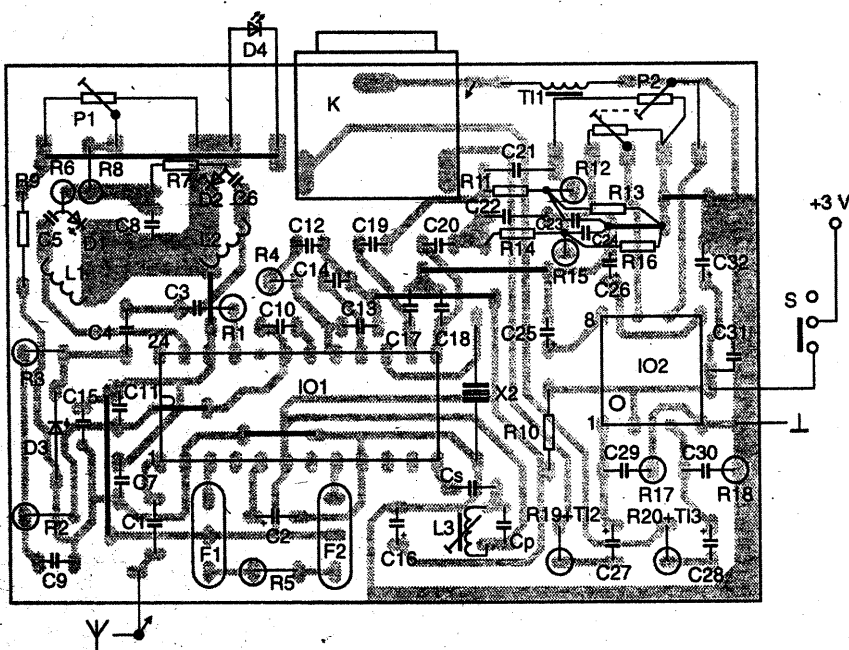 D4
K
P1
Tl1
P2
R9
R6
R8
R7
D2
C6
C5
D1
C8
L2
L1
C12
C19
C20
C21
R11
R12
R13
C22
R14
C23
C24
R15
R16
C26
C32
+3 V
S
R4
C14
C3
R1
C10
C13
C17
C18
C25
8
C31
C4
24
R3
C15
C11
IO1
X2
IO2
1
R10
D3
1
C7
Cs
C29
R17
C30
R18
R2
C1
C2
F1
F2
R5
C9
C16
L3
Cp
R19+Tl2
R20+Tl3
C27
C28